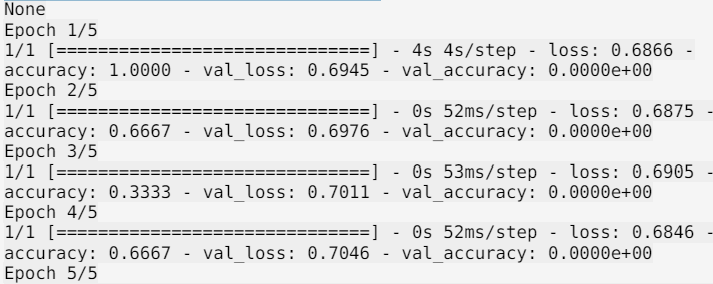 None
Epoch 1/5
1/1 [==============================] - 4s 4s/step - loss: 0.6866 -
accuracy: 1.0000 - val_loss: 0.6945 - val_accuracy: 0.0000e+00
Epoch 2/5
1/1 [==============================] - 0s 52ms/step - loss: 0.6875 -
accuracy: 0.6667 - val_loss: 0.6976 - val_accuracy: 0.0000e+00
Epoch 3/5
1/1 [==============================] - 0s 53ms/step - loss: 0.6905 -
accuracy: 0.3333 - val_loss: 0.7011 - val_accuracy: 0.0000e+00
Epoch 4/5
1/1 [==============================] - 0s 52ms/step - loss: 0.6846 -
accuracy: 0.6667 - val_loss: 0.7046 - val_accuracy: 0.0000e+00
Epoch 5/5